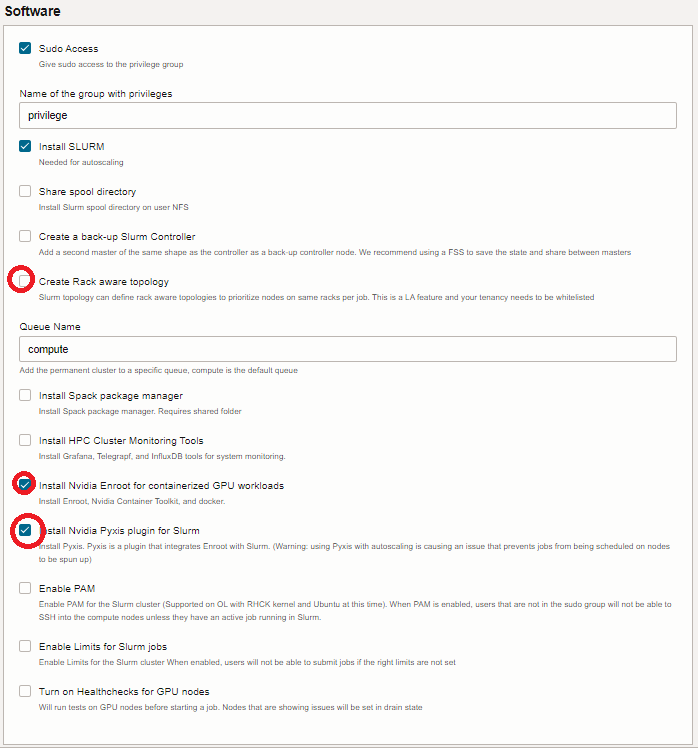 Software
Sudo Access
Give sudo access to the privilege group
Name of the group with privileges
privilege
Install SLURM
Needed for autoscaling
Share spool directory
Install Slurm spool directory on user NFS
Create a back-up Slurm Controller
Add a second master of the same shape as the controller as a back-up controller node. We recommend using a FSS to save the state and share between masters
Create Rack aware topology
Slurm topology can define rack aware topologies to prioritize nodes on same racks per job. This is a LA feature and your tenancy needs to be whitelisted
Queue Name
compute
Add the permanent cluster to a specific queue, compute is the default queue
Install Spack package manager
Install Spack package manager. Requires shared folder
Install HPC Cluster Monitoring Tools
Install Grafana, Telegrapf, and InfluxDB tools for system monitoring.
Install Nvidia Enroot for containerized GPU workloads
Install Enroot, Nvidia Container Toolkit, and docker.
Install Nvidia Pyxis plugin for Slurm
Install Pyxis. Pyxis is a plugin that integrates Enroot with Slurm. (Warning: using Pyxis with autoscaling is causing an issue that prevents jobs from being scheduled on nodes
to be spun up)
Enable PAM
Enable PAM for the Slurm cluster (Supported on OL with RHCK kernel and Ubuntu at this time). When PAM is enabled, users that are not in the sudo group will not be able to
SSH into the compute nodes unless they have an active job running in Slurm.
Enable Limits for Slurm jobs
Enable Limits for the Slurm cluster When enabled, users will not be able to submit jobs if the right limits are not set
Turn on Healthchecks for GPU nodes
Will run tests on GPU nodes before starting a job. Nodes that are showing issues will be set in drain state